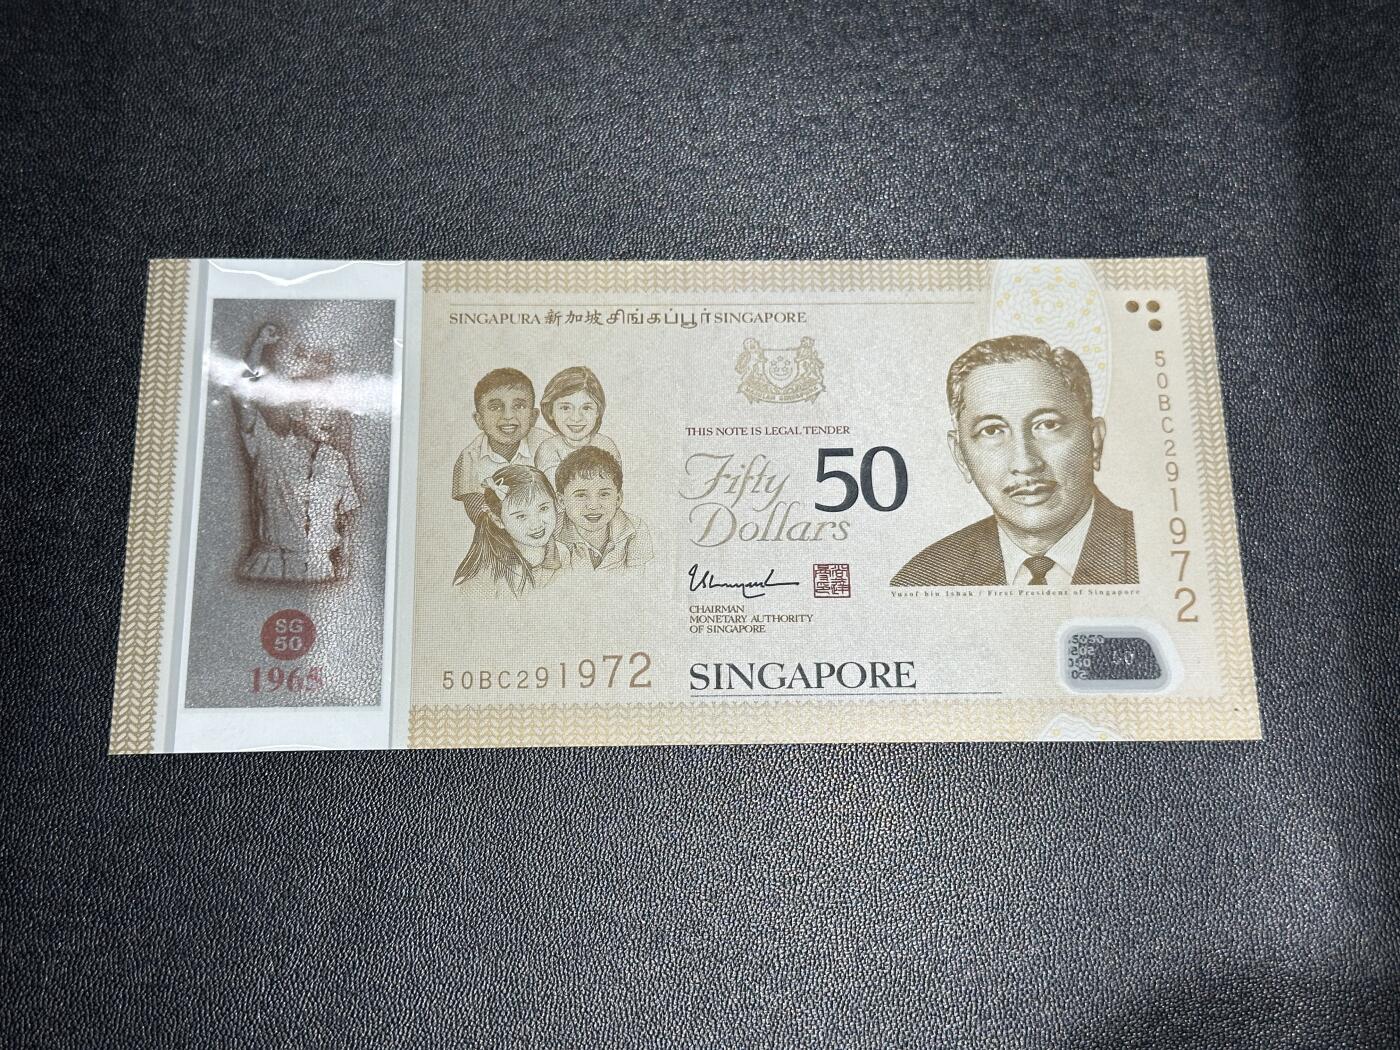 SINGAPURA 新加坡 சிங்கப்பூர் SINGAPORE
THIS NOTE IS LEGAL TENDER
Fifty
Dollars
50
CHAIRMAN
MONETARY AUTHORITY
OF SINGAPORE
SINGAPORE
50BC291972
50BC291972
Yusof bin Ishak / First President of Singapore
SG
50
1965
50